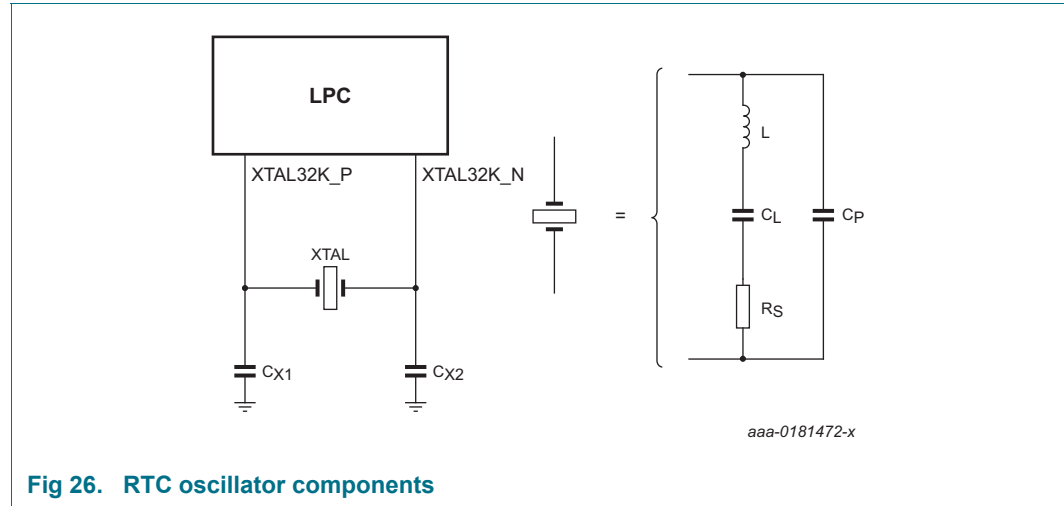 LPC
XTAL32K_P
XTAL32K_N
XTAL
CX1
CX2
=
L
CL
CP
RS
aaa-0181472-x
Fig 26. RTC oscillator components